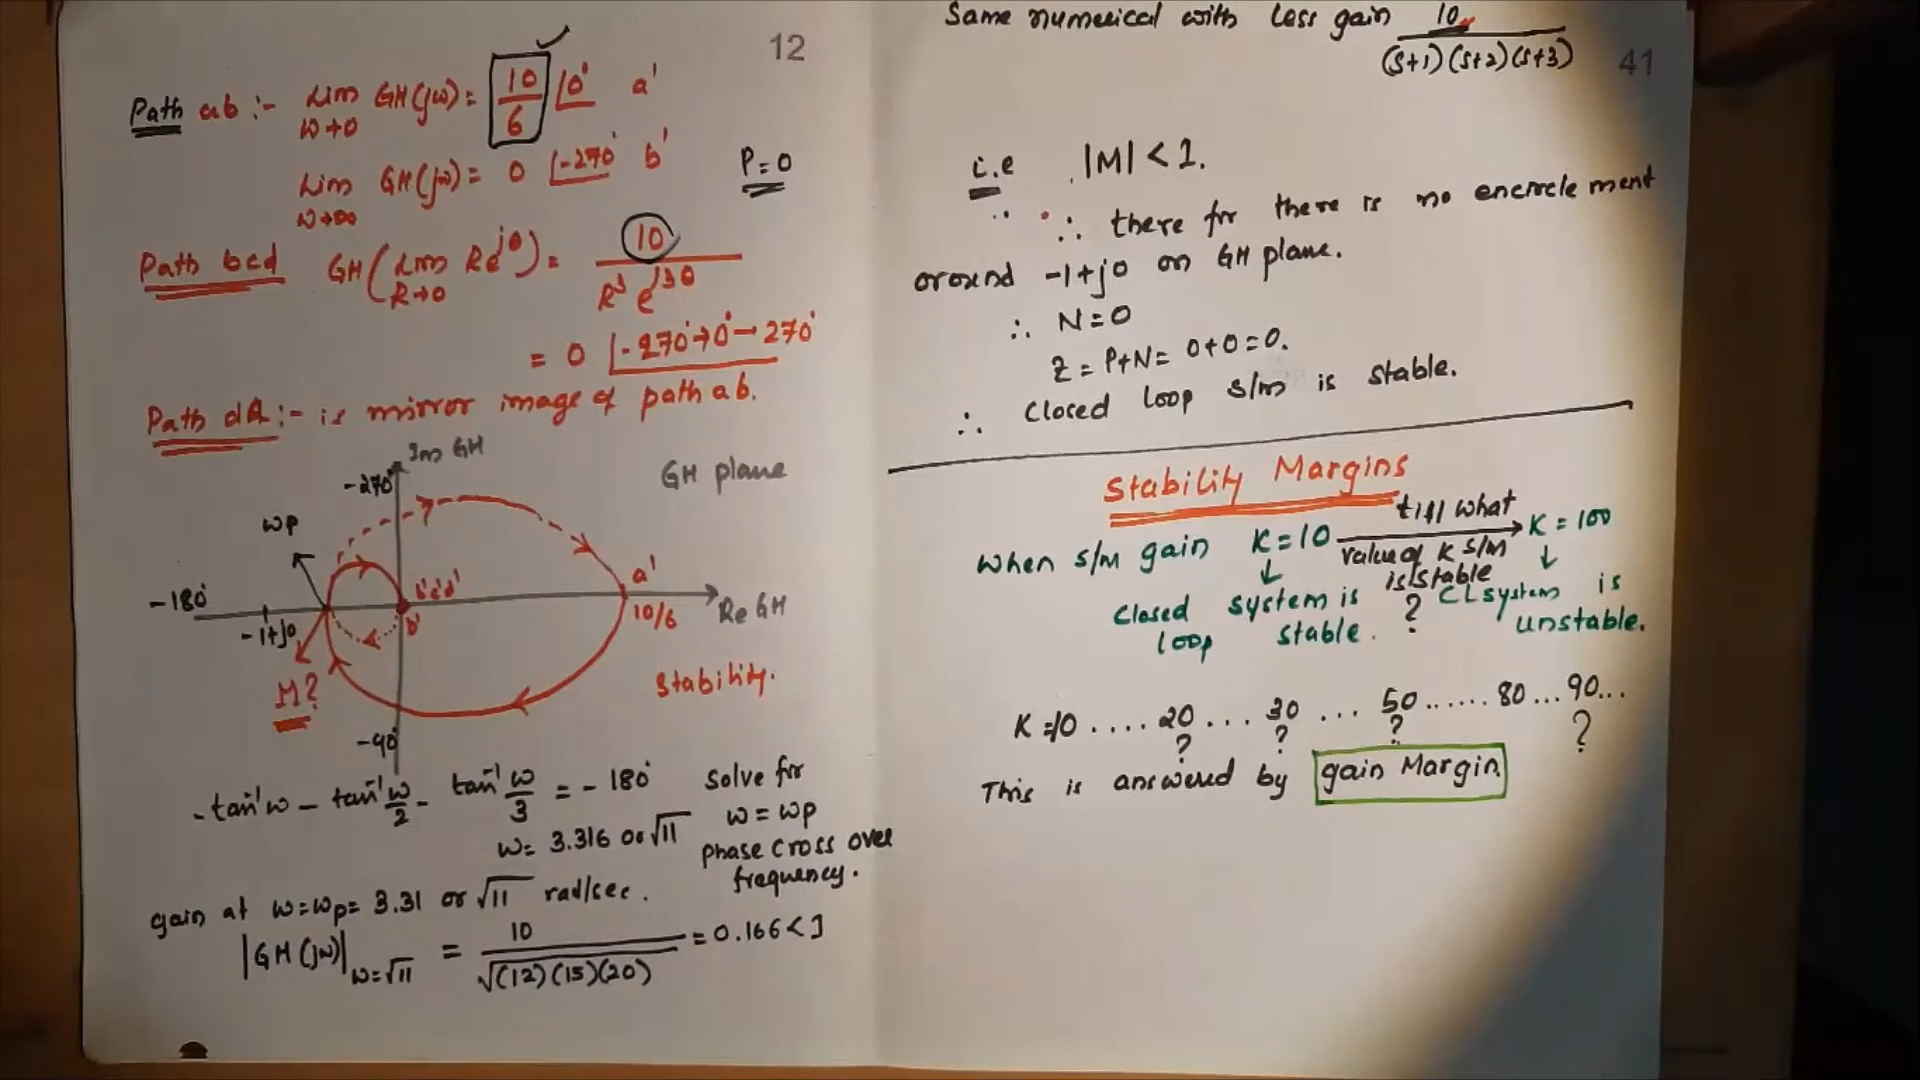 12
Path ab :- Lim GH(jω) = 10/6 ∠0° a'
ω→0
Lim GH(jω) = 0 ∠-270° b'
ω→∞
P=0
Path bcd GH(Lim Re^jθ) = 10
R→0 R³ e^j3θ
= 0 ∠-270°→0°→270°
Path da :- is mirror image of path ab.
Im GH
GH plane
-270°
ωp
-180°
-1+j0
b'c'd'
b'
a'
10/6
Re GH
M?
Stability.
-90°
-tan⁻¹ω - tan⁻¹ω/2 - tan⁻¹ω/3 = -180° Solve for
ω = ωp
ω= 3.316 or √11
phase cross over
frequency.
gain at ω=ωp= 3.31 or √11 rad/sec.
|GH(jω)|ω=√11 = 10/√(12)(15)(20) = 0.166<1
Same numerical with less gain 10/(s+1)(s+2)(s+3)
41
i.e |M| < 1.
∴ there for there is no encirclement
around -1+j0 on GH plane.
∴ N=0
Z = P+N = 0+0=0.
∴ Closed loop s/m is stable.
Stability Margins
When s/m gain K=10 till what value of K s/m is stable ? K = 100
Closed loop system is stable.
CL system is unstable.
K=10 .... 20 ... 30 ... 50 ...... 80 ... 90...
? ? ? ?
This is answered by gain Margin